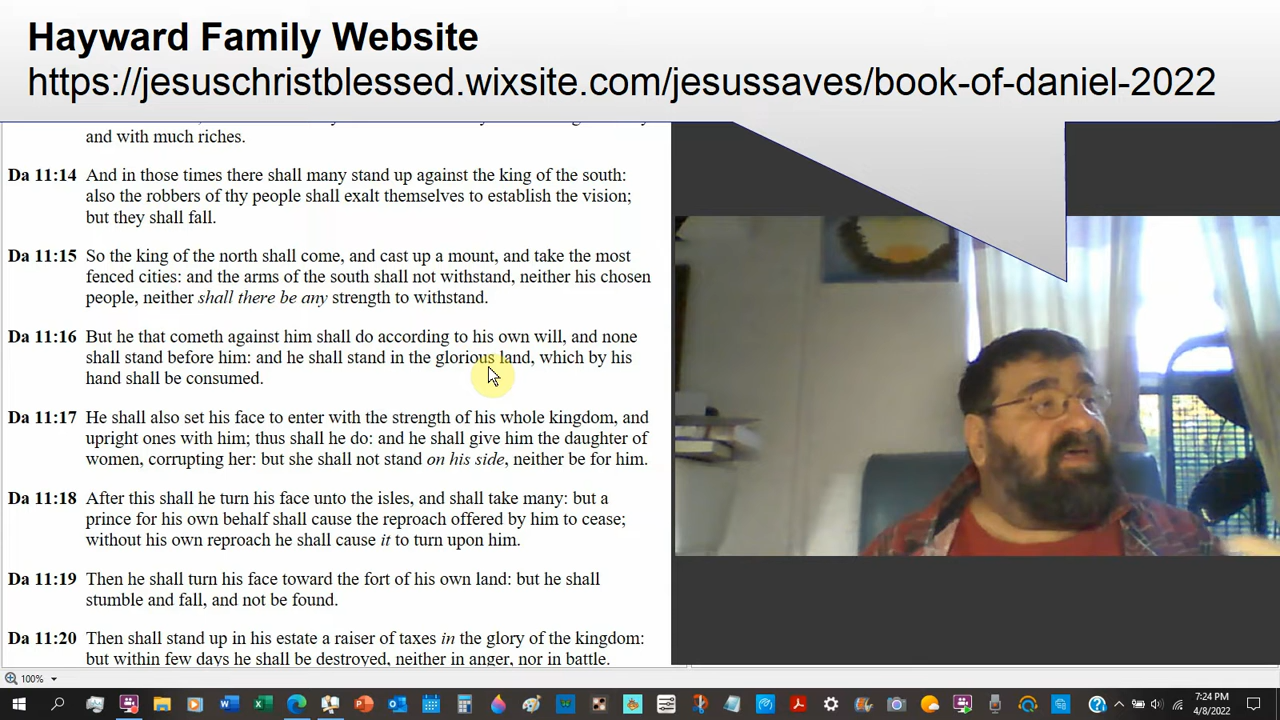 Hayward Family Website
https://jesuschristblessed.wixsite.com/jesussaves/book-of-daniel-2022
and with much riches.
Da 11:14 And in those times there shall many stand up against the king of the south:
also the robbers of thy people shall exalt themselves to establish the vision;
but they shall fall.
Da 11:15 So the king of the north shall come, and cast up a mount, and take the most
fenced cities: and the arms of the south shall not withstand, neither his chosen
people, neither shall there be any strength to withstand.
Da 11:16 But he that cometh against him shall do according to his own will, and none
shall stand before him: and he shall stand in the glorious land, which by his
hand shall be consumed.
Da 11:17 He shall also set his face to enter with the strength of his whole kingdom, and
upright ones with him; thus shall he do: and he shall give him the daughter of
women, corrupting her: but she shall not stand on his side, neither be for him.
Da 11:18 After this shall he turn his face unto the isles, and shall take many: but a
prince for his own behalf shall cause the reproach offered by him to cease;
without his own reproach he shall cause it to turn upon him.
Da 11:19 Then he shall turn his face toward the fort of his own land: but he shall
stumble and fall, and not be found.
Da 11:20 Then shall stand up in his estate a raiser of taxes in the glory of the kingdom:
but within few days he shall be destroyed, neither in anger, nor in battle.
100%
7:24 PM
4/8/2022